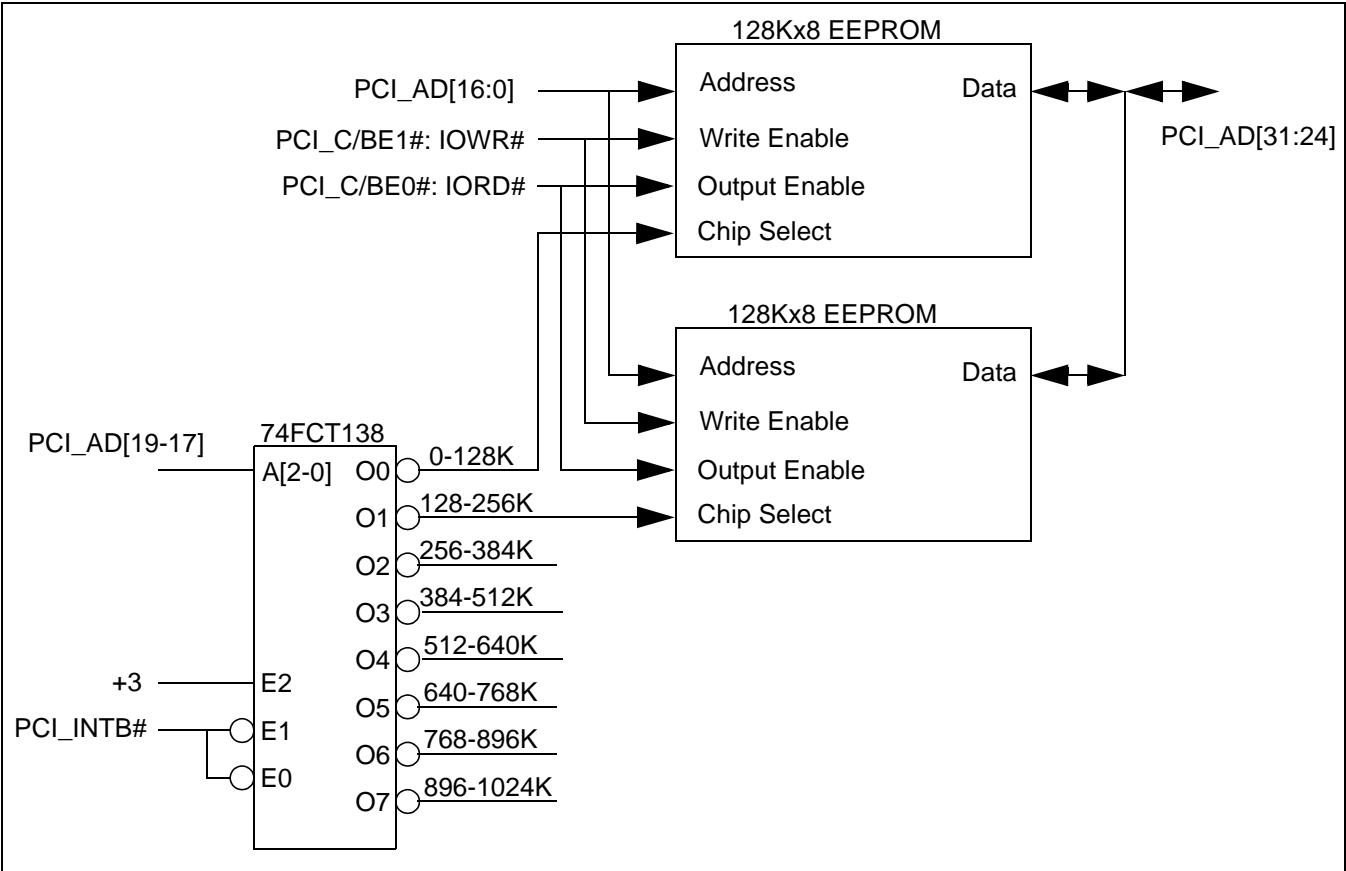 128Kx8 EEPROM
PCI_AD[16:0]
Address
Data
PCI_C/BE1#: IOWR#
Write Enable
PCI_AD[31:24]
PCI_C/BE0#: IORD#
Output Enable
Chip Select
128Kx8 EEPROM
Address
Data
Write Enable
Output Enable
Chip Select
PCI_AD[19-17]
74FCT138
A[2-0]
O0
0-128K
O1
128-256K
O2
256-384K
O3
384-512K
O4
512-640K
+3
E2
O5
640-768K
PCI_INTB#
E1
O6
768-896K
E0
O7
896-1024K